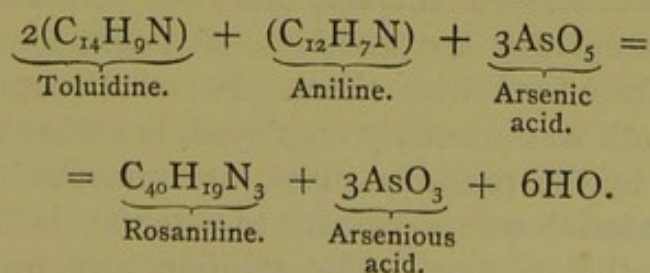 2(C₁₄H₉N) + (C₁₂H₇N) + 3AsO₅ =
Toluidine. Aniline. Arsenic
acid.
= C₄₀H₁₉N₃ + 3AsO₃ + 6HO.
Rosaniline. Arsenious
acid.